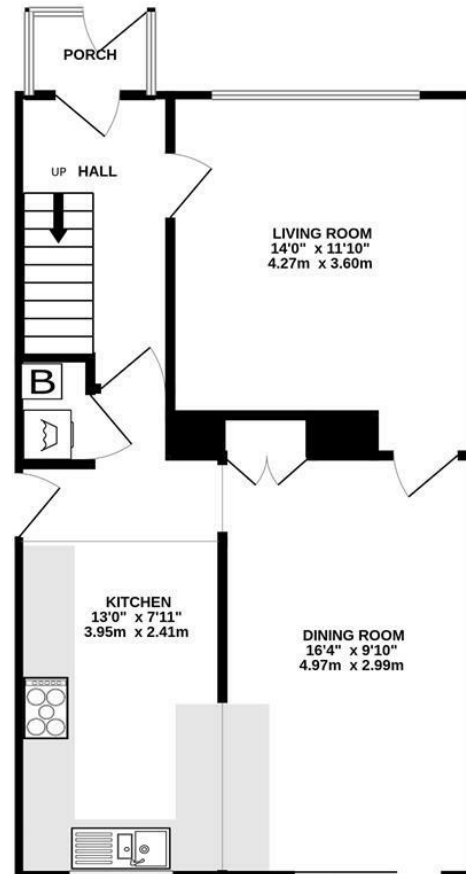 PORCH
UP HALL
LIVING ROOM
14'0" x 11'10"
4.27m x 3.60m
B
KITCHEN
13'0" x 7'11"
3.95m x 2.41m
DINING ROOM
16'4" x 9'10"
4.97m x 2.99m